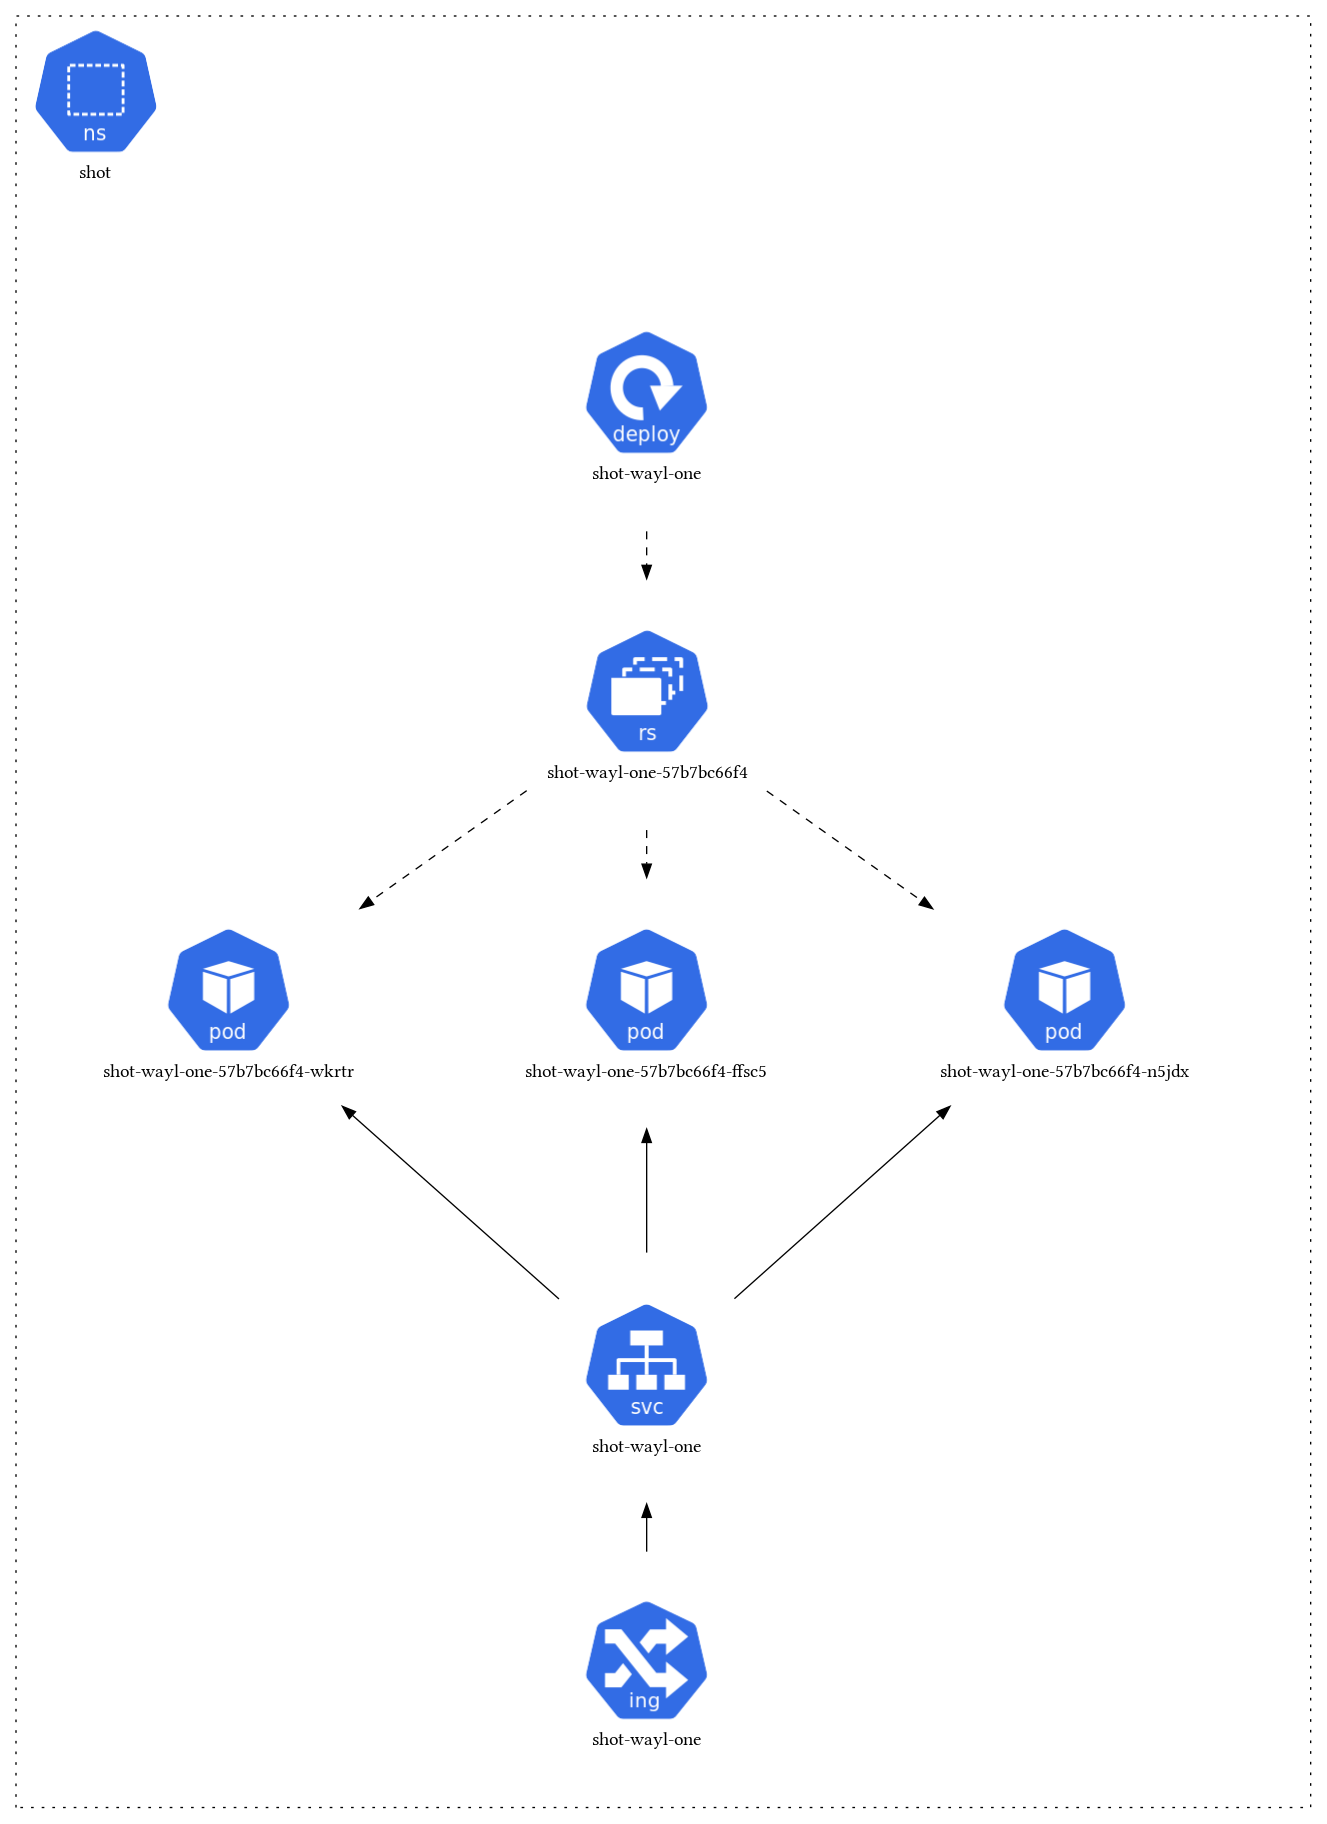 ns
shot
deploy
shot-wayl-one
rs
shot-wayl-one-57b7bc66f4
pod
pod
pod
shot-wayl-one-57b7bc66f4-wkrtr
shot-wayl-one-57b7bc66f4-ffsc5
shot-wayl-one-57b7bc66f4-n5jdx
svc
shot-wayl-one
ing
shot-wayl-one